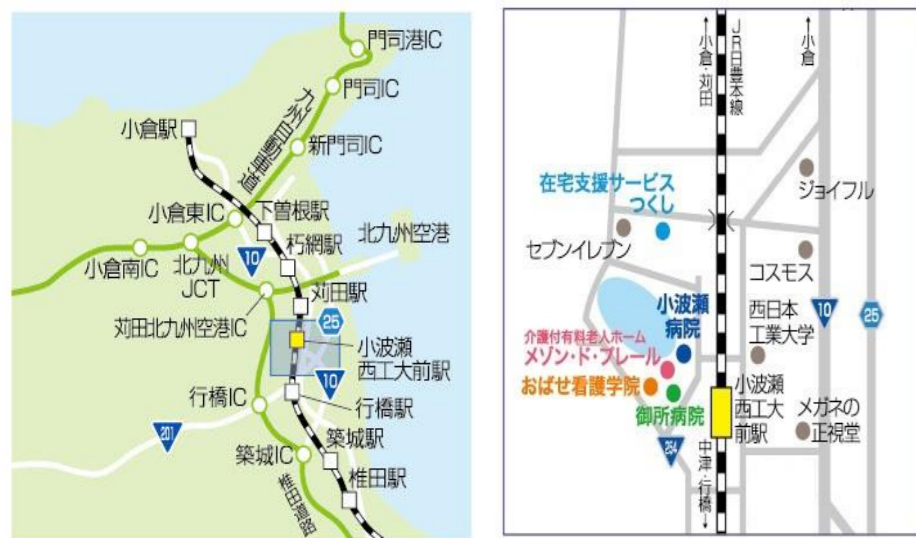 門司港IC
門司IC
九州自動車道
小倉駅
新門司IC
小倉東IC
下曽根駅
朽網駅
北九州空港
小倉南IC
北九州
JCT
10
苅田駅
苅田北九州空港IC
25
小波瀬
西工大前駅
10
行橋IC
行橋駅
201
築城駅
築城IC
椎田駅
椎田道路
←小倉・苅田
JR日豊本線
←小倉
ジョイフル
在宅支援サービス
つくし
セブンイレブン
コスモス
小波瀬
病院
西日本
工業大学
10
25
介護付有料老人ホーム
メゾン・ド・プレール
おばせ看護学院
御所病院
小波瀬
西工大
前駅
メガネの
正視堂
254
中津・行橋→